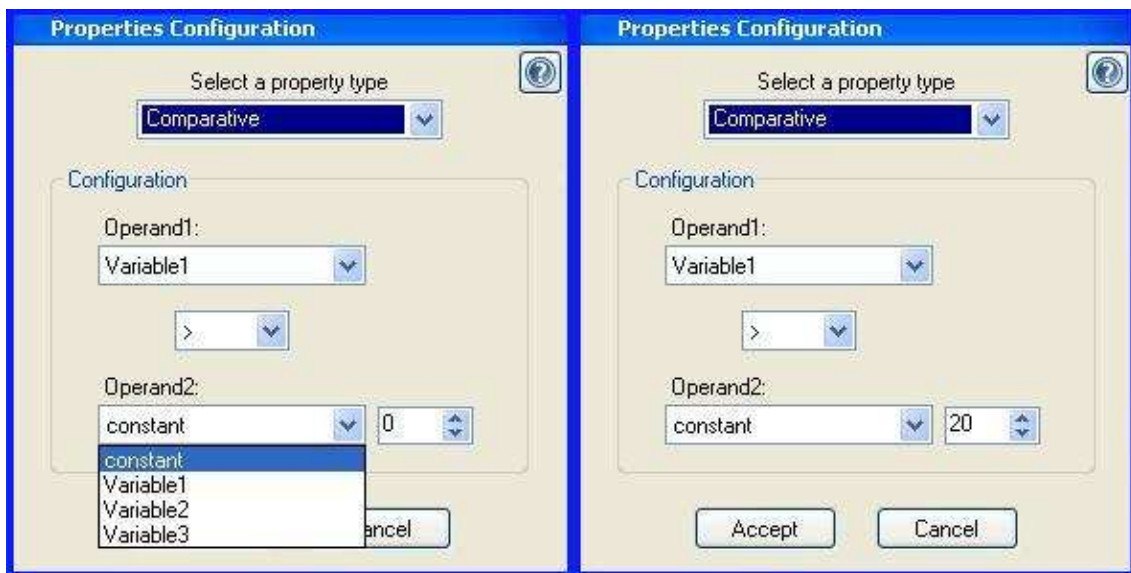 Properties Configuration
Select a property type
Comparative
Configuration
Operand1:
Variable1
>
Operand2:
constant 0
constant
Variable1
Variable2
Variable3
ancel
Properties Configuration
Select a property type
Comparative
Configuration
Operand1:
Variable1
>
Operand2:
constant 20
Accept Cancel